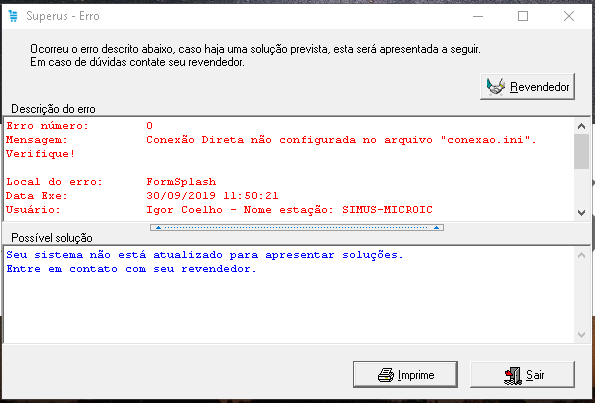 Superus - Erro
Ocorreu o erro descrito abaixo, caso haja uma solução prevista, esta será apresentada a seguir.
Em caso de dúvidas contate seu revendedor.
Revendedor
Descrição do erro
Erro número: 0
Mensagem: Conexão Direta não configurada no arquivo "conexao.ini".
Verifique!
Local do erro: FormSplash
Data Exe: 30/09/2019 11:50:21
Usuário: Igor Coelho - Nome estação: SIMUS-MICROIC
Possível solução
Seu sistema não está atualizado para apresentar soluções.
Entre em contato com seu revendedor.
Imprime
Sair